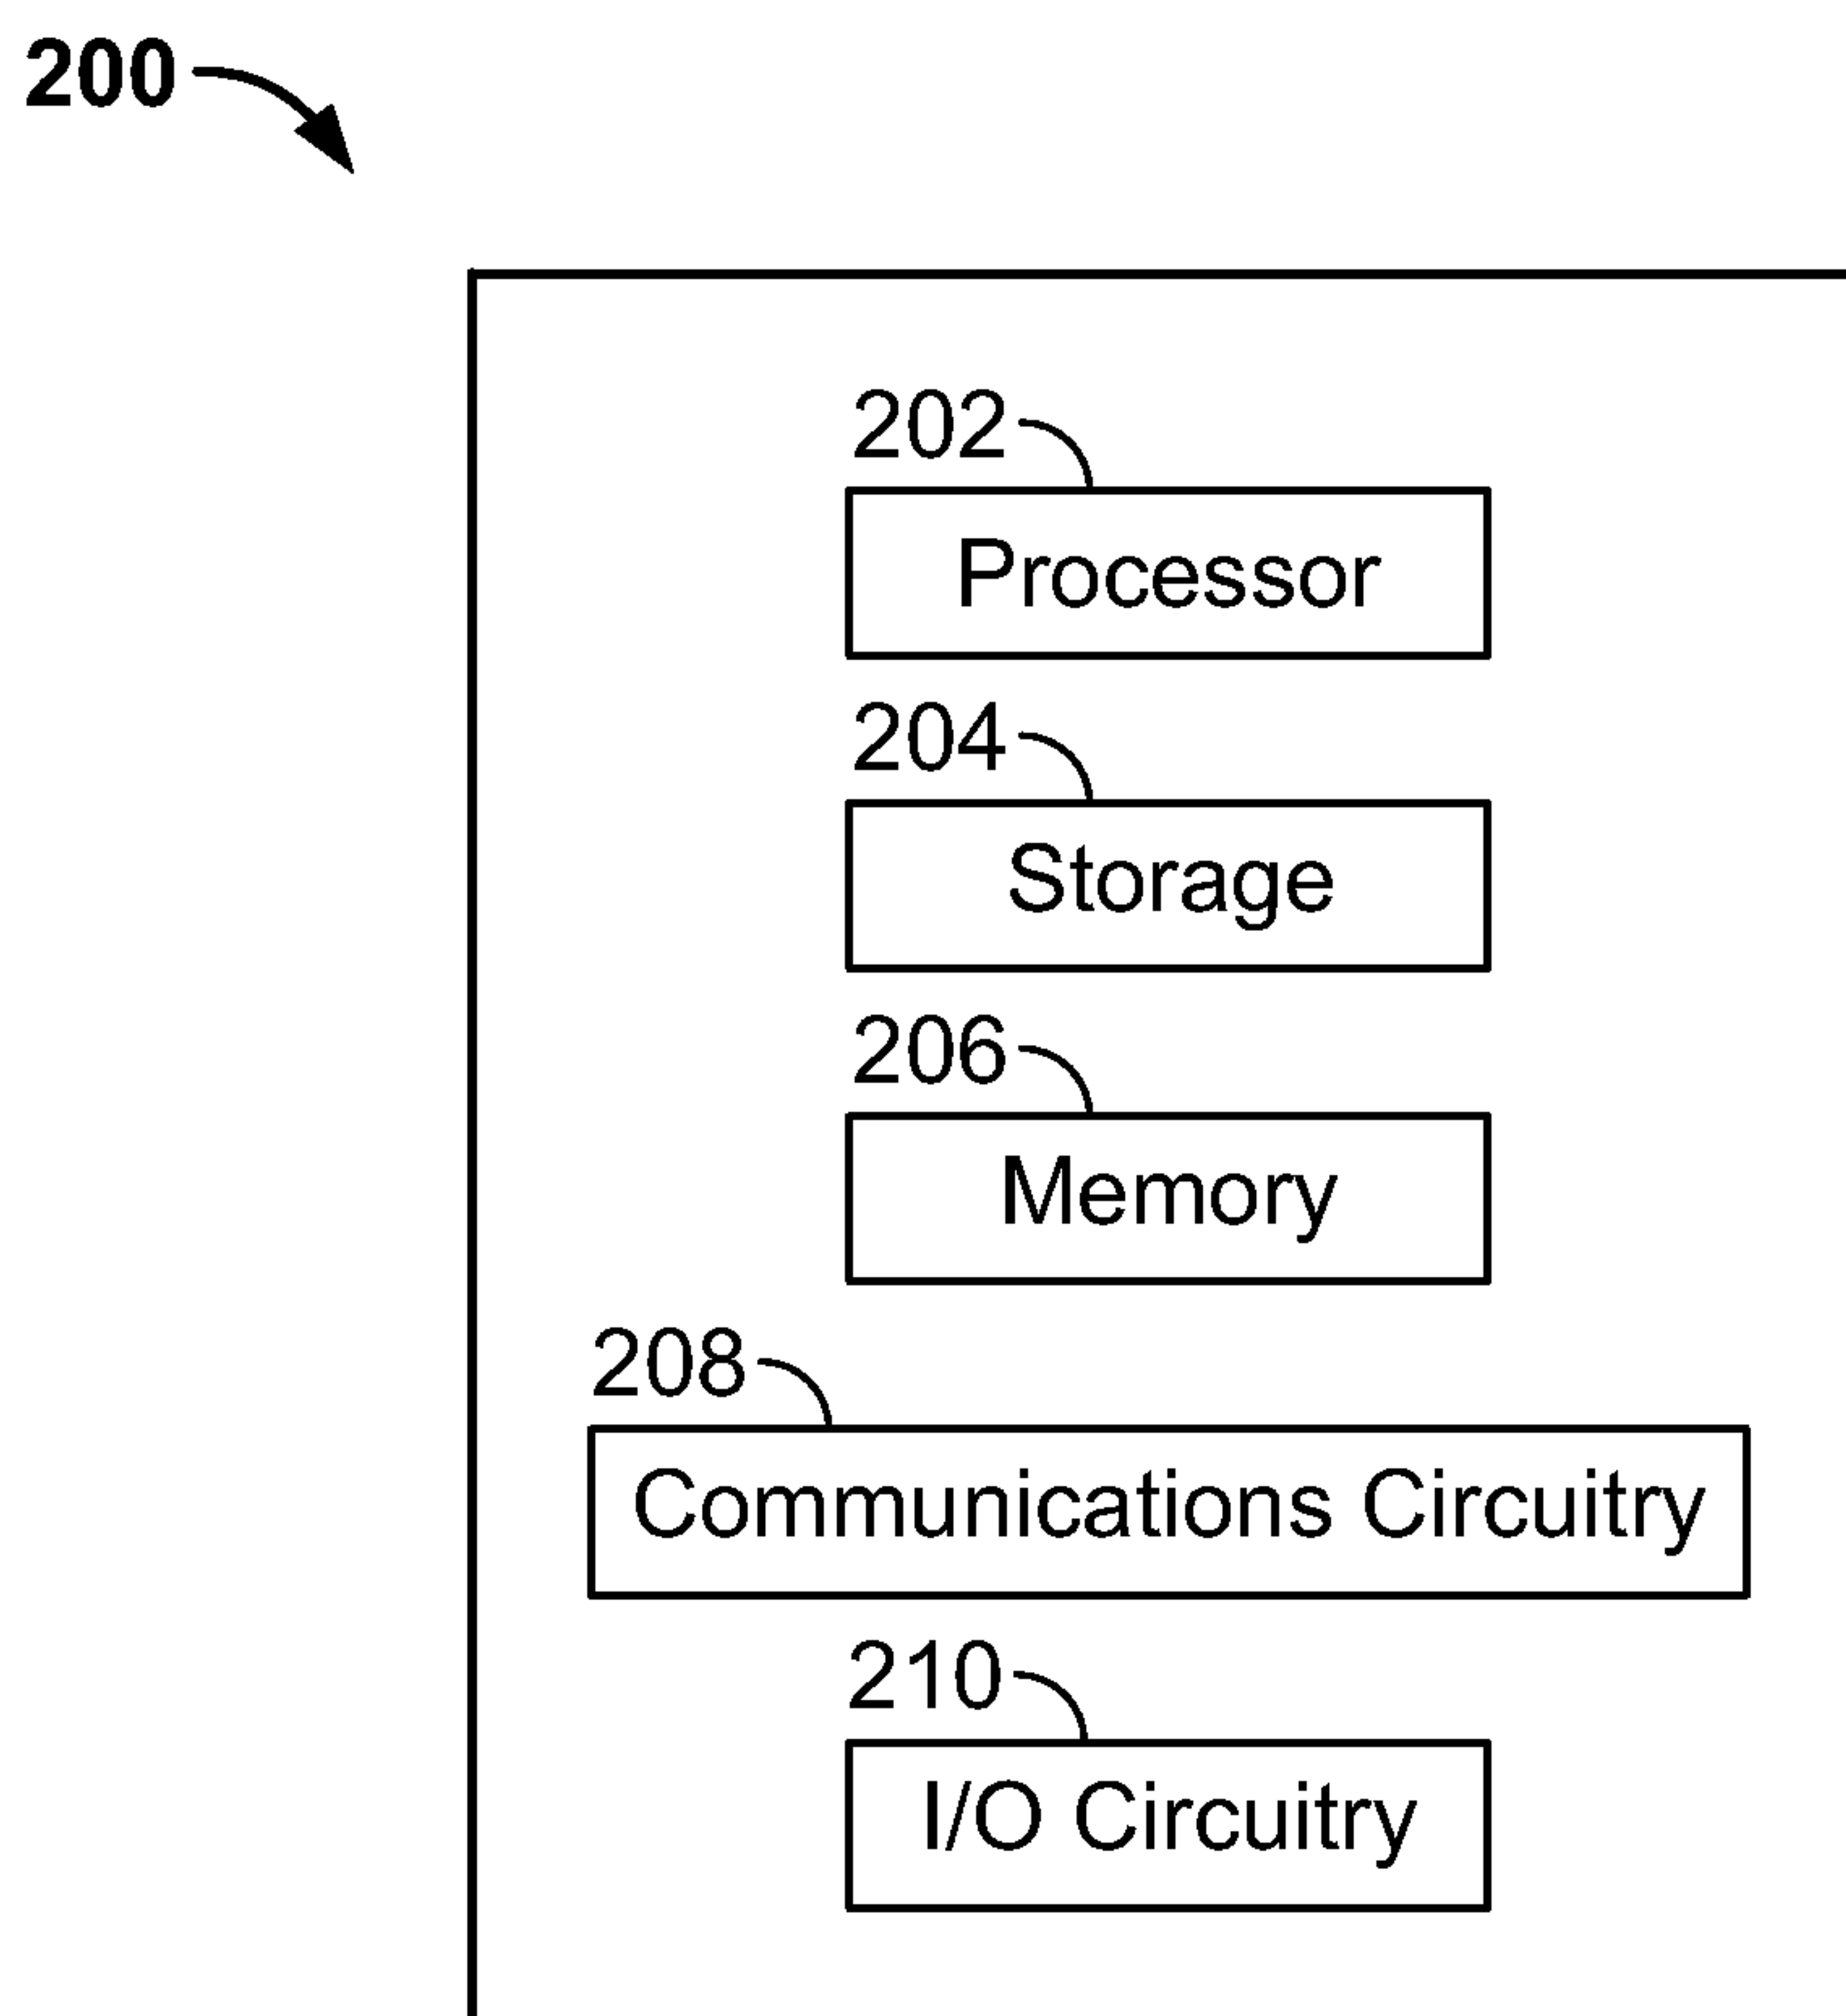 200
202
Processor
204
Storage
206
Memory
208
Communications Circuitry
210
I/O Circuitry